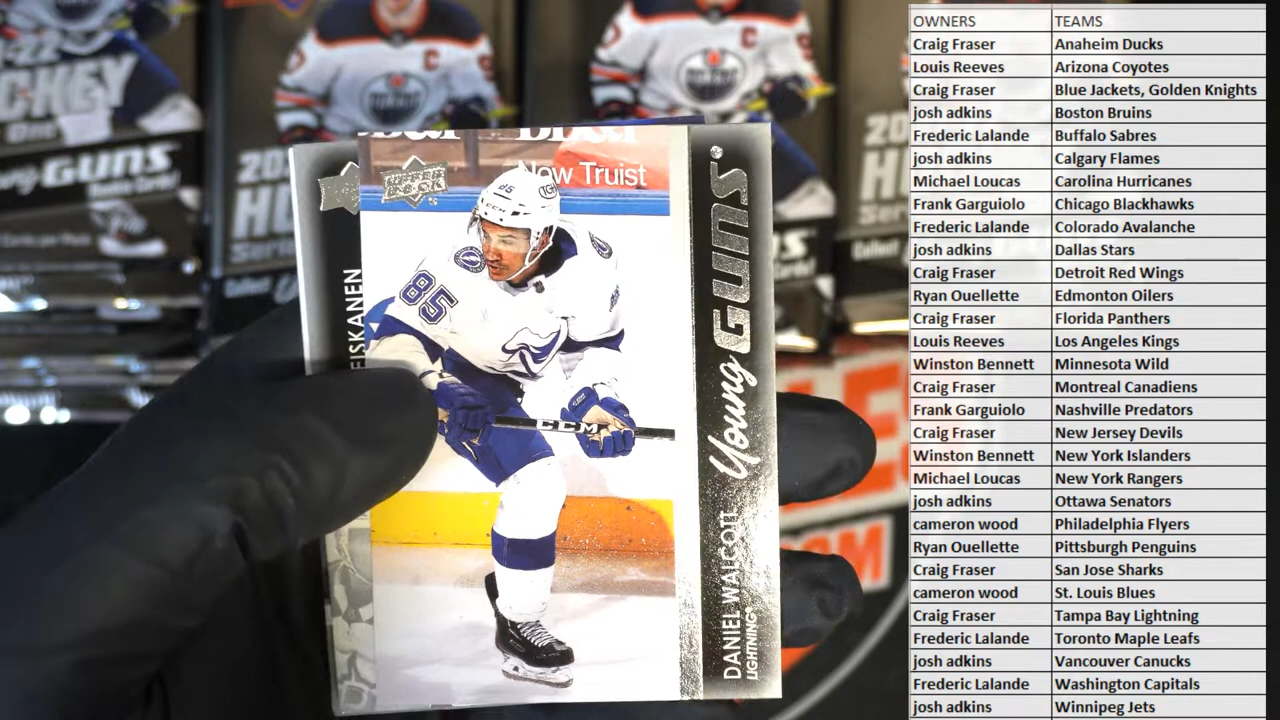 OWNERS TEAMS
Craig Fraser Anaheim Ducks
Louis Reeves Arizona Coyotes
Craig Fraser Blue Jackets, Golden Knights
josh adkins Boston Bruins
Frederic Lalande Buffalo Sabres
josh adkins Calgary Flames
Michael Loucas Carolina Hurricanes
Frank Garguiolo Chicago Blackhawks
Frederic Lalande Colorado Avalanche
josh adkins Dallas Stars
Craig Fraser Detroit Red Wings
Ryan Ouellette Edmonton Oilers
Craig Fraser Florida Panthers
Louis Reeves Los Angeles Kings
Winston Bennett Minnesota Wild
Craig Fraser Montreal Canadiens
Frank Garguiolo Nashville Predators
Craig Fraser New Jersey Devils
Winston Bennett New York Islanders
Michael Loucas New York Rangers
josh adkins Ottawa Senators
cameron wood Philadelphia Flyers
Ryan Ouellette Pittsburgh Penguins
Craig Fraser San Jose Sharks
cameron wood St. Louis Blues
Craig Fraser Tampa Bay Lightning
Frederic Lalande Toronto Maple Leafs
josh adkins Vancouver Canucks
Frederic Lalande Washington Capitals
josh adkins Winnipeg Jets
UPPER DECK
Truist
85
85
CCM
CCM
Young GUNS
DANIEL WALCOTT
LIGHTNING
EISKANEN
GUNS
C
C
20